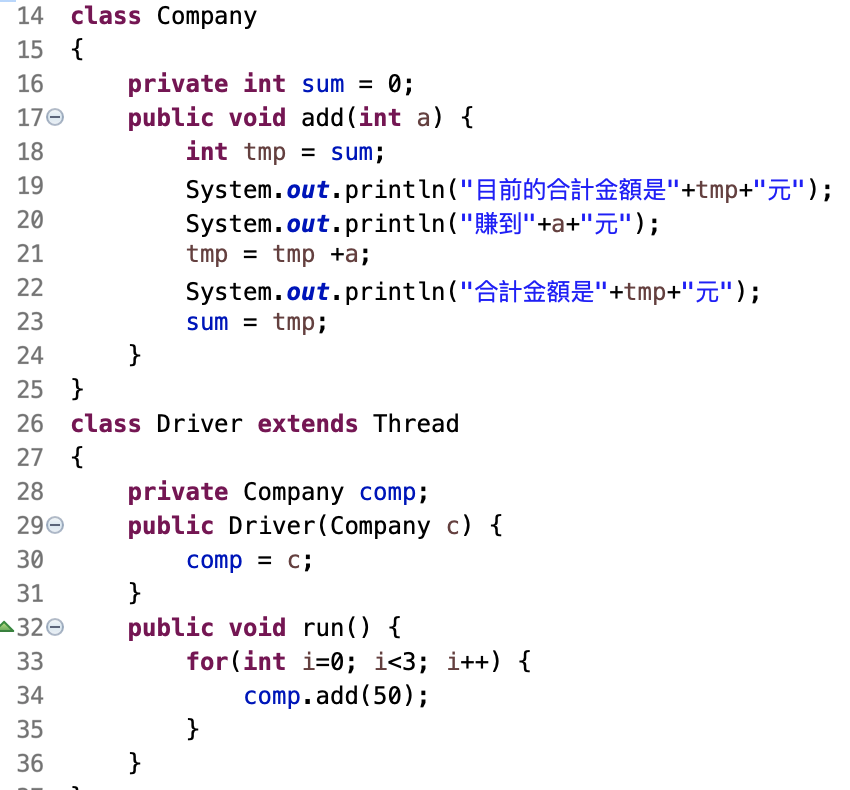 14 class Company
15 {
16     private int sum = 0;
17     public void add(int a) {
18         int tmp = sum;
19         System.out.println("目前的合計金額是"+tmp+"元");
20         System.out.println("賺到"+a+"元");
21         tmp = tmp +a;
22         System.out.println("合計金額是"+tmp+"元");
23         sum = tmp;
24     }
25 }
26 class Driver extends Thread
27 {
28     private Company comp;
29     public Driver(Company c) {
30         comp = c;
31     }
32     public void run() {
33         for(int i=0; i<3; i++) {
34             comp.add(50);
35         }
36     }